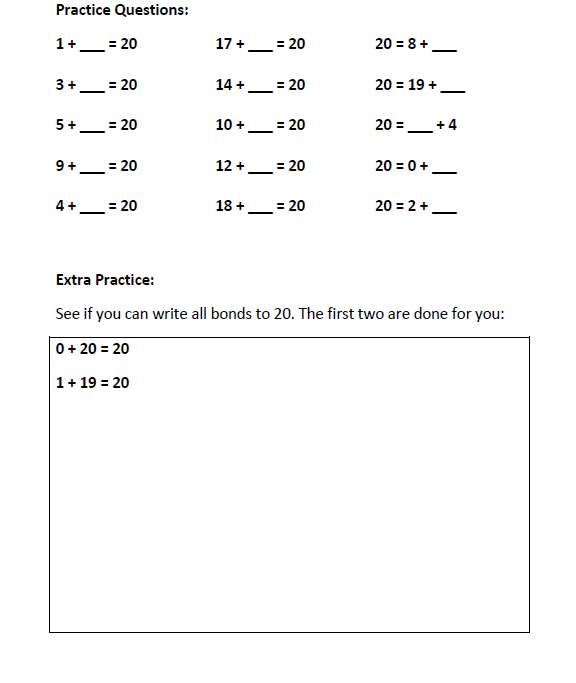 Practice Questions:
1 + ___ = 20 17 + ___ = 20 20 = 8 + ___
3 + ___ = 20 14 + ___ = 20 20 = 19 + ___
5 + ___ = 20 10 + ___ = 20 20 = ___ + 4
9 + ___ = 20 12 + ___ = 20 20 = 0 + ___
4 + ___ = 20 18 + ___ = 20 20 = 2 + ___
Extra Practice:
See if you can write all bonds to 20. The first two are done for you:
0 + 20 = 20
1 + 19 = 20